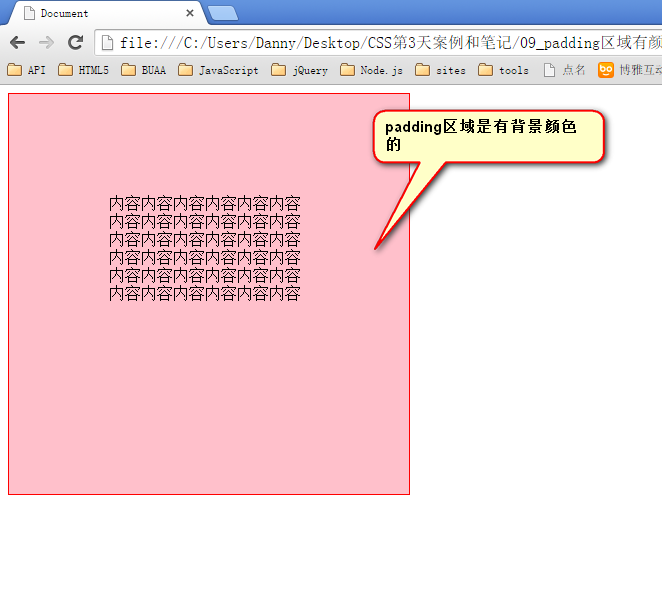 Document
file:///C:/Users/Danny/Desktop/CSS第3天案例和笔记/09_padding区域有颜
API HTML5 BUAA JavaScript jQuery Node.js sites tools 点名 bo 博雅互动
padding区域是有背景颜色
的
内容内容内容内容内容内容
内容内容内容内容内容内容
内容内容内容内容内容内容
内容内容内容内容内容内容
内容内容内容内容内容内容
内容内容内容内容内容内容